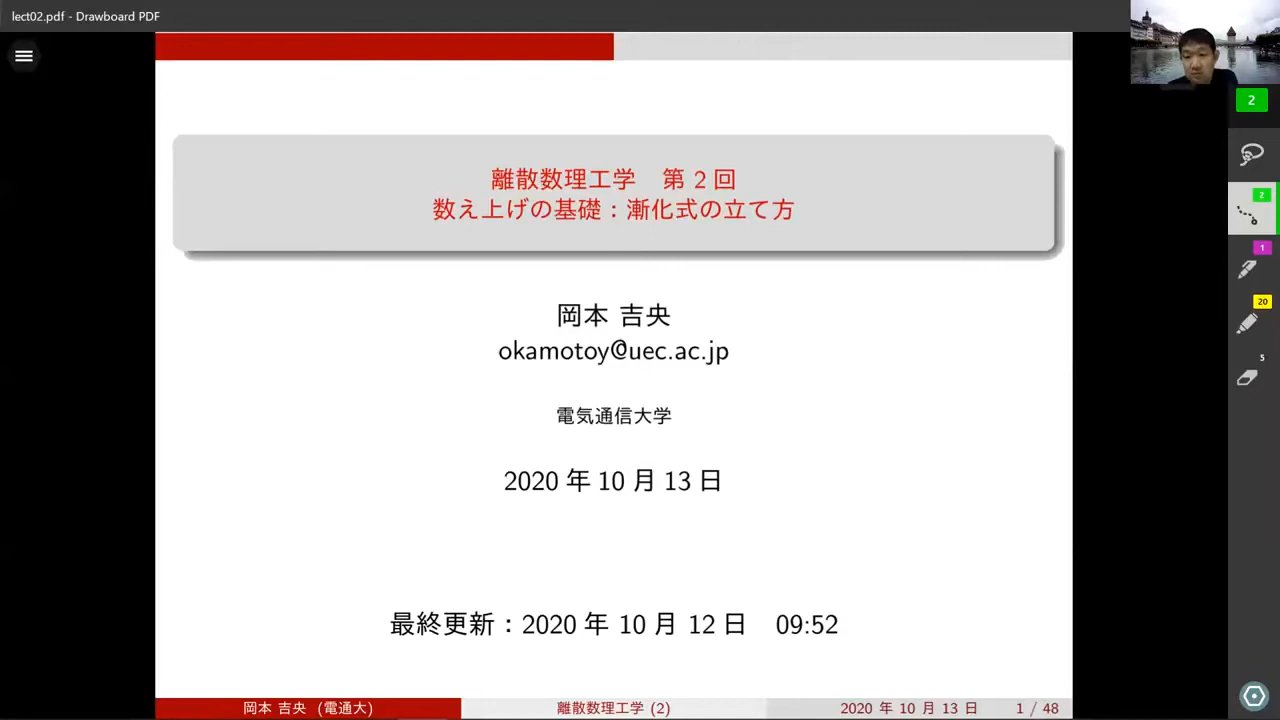 lect02.pdf - Drawboard PDF
2
2
1
20
5
離散数理工学　第 2 回
数え上げの基礎：漸化式の立て方
岡本 吉央
okamotoy@uec.ac.jp
電気通信大学
2020 年 10 月 13 日
最終更新：2020 年 10 月 12 日　09:52
岡本 吉央 (電通大)　離散数理工学 (2)　2020 年 10 月 13 日　1 / 48